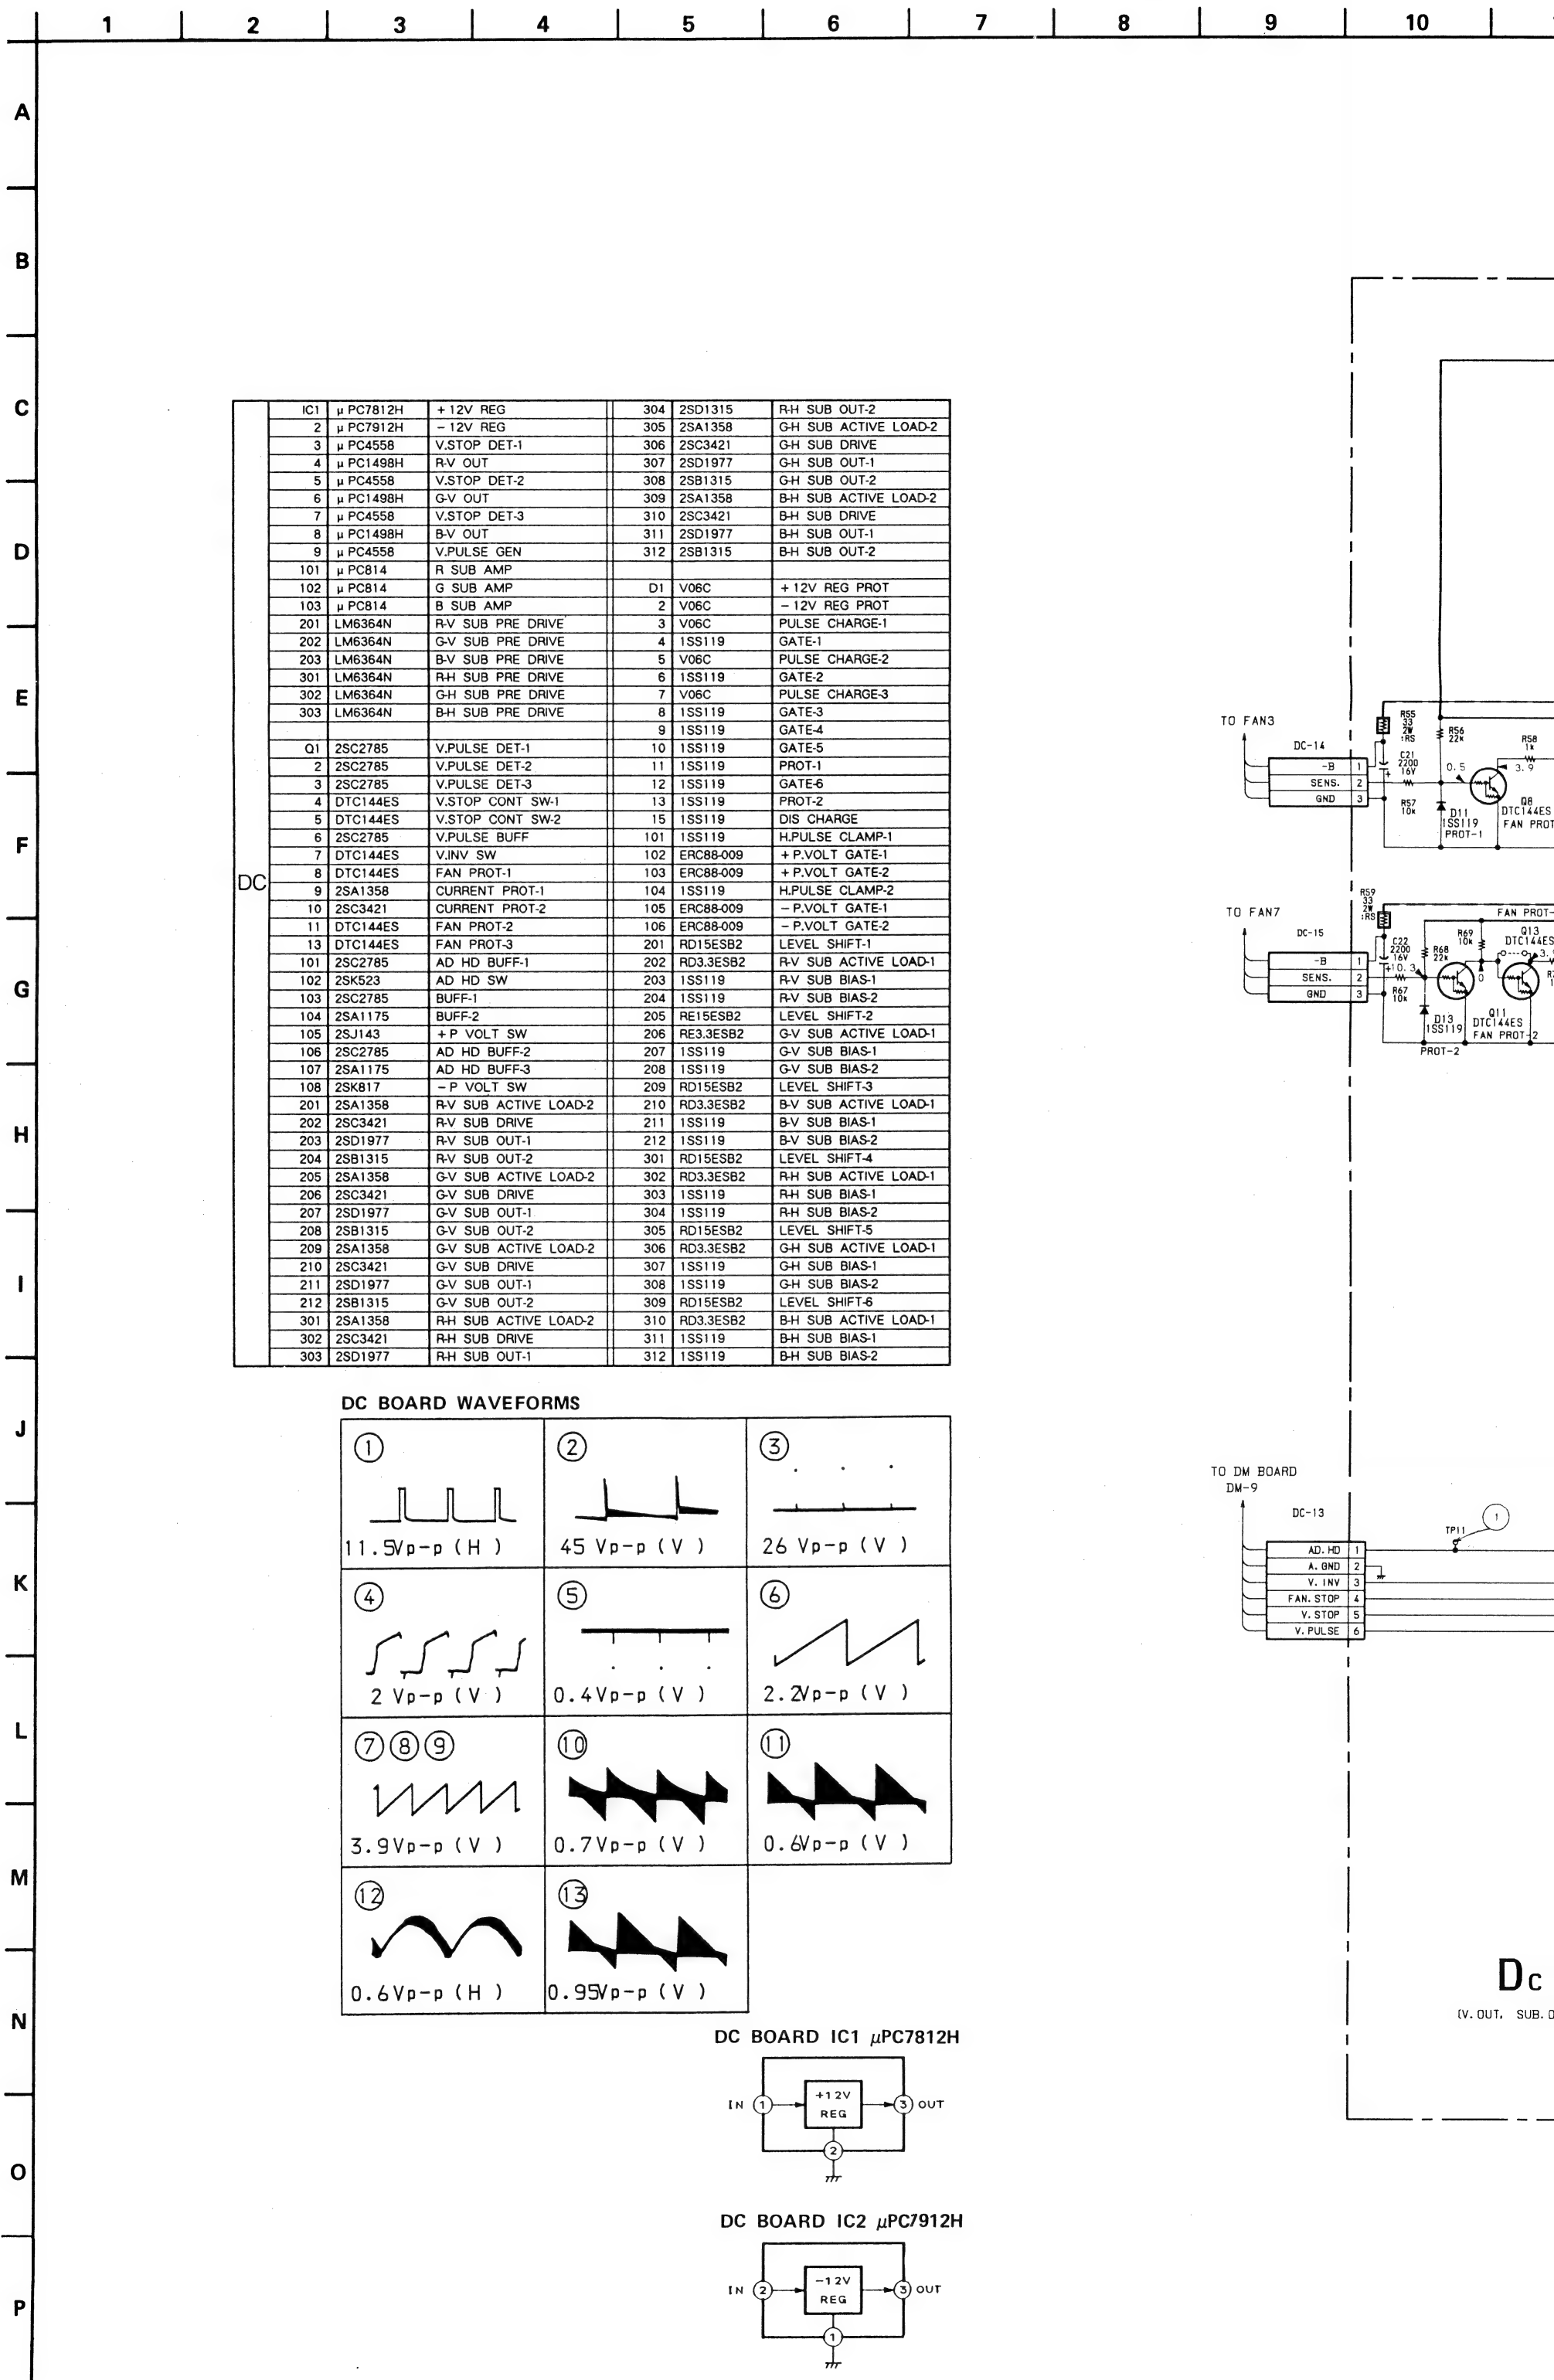 1 2 3 4 5 6 7 8 9 10
A
B
C
D
E
F
G
H
I
J
K
L
M
N
O
P
DC
IC1 μ PC7812H + 12V REG 304 2SD1315 R-H SUB OUT-2
2 μ PC7912H − 12V REG 305 2SA1358 G-H SUB ACTIVE LOAD-2
3 μ PC4558 V.STOP DET-1 306 2SC3421 G-H SUB DRIVE
4 μ PC1498H R-V OUT 307 2SD1977 G-H SUB OUT-1
5 μ PC4558 V.STOP DET-2 308 2SB1315 G-H SUB OUT-2
6 μ PC1498H G-V OUT 309 2SA1358 B-H SUB ACTIVE LOAD-2
7 μ PC4558 V.STOP DET-3 310 2SC3421 B-H SUB DRIVE
8 μ PC1498H B-V OUT 311 2SD1977 B-H SUB OUT-1
9 μ PC4558 V.PULSE GEN 312 2SB1315 B-H SUB OUT-2
101 μ PC814 R SUB AMP
102 μ PC814 G SUB AMP D1 V06C + 12V REG PROT
103 μ PC814 B SUB AMP 2 V06C − 12V REG PROT
201 LM6364N R-V SUB PRE DRIVE 3 V06C PULSE CHARGE-1
202 LM6364N G-V SUB PRE DRIVE 4 1SS119 GATE-1
203 LM6364N B-V SUB PRE DRIVE 5 V06C PULSE CHARGE-2
301 LM6364N R-H SUB PRE DRIVE 6 1SS119 GATE-2
302 LM6364N G-H SUB PRE DRIVE 7 V06C PULSE CHARGE-3
303 LM6364N B-H SUB PRE DRIVE 8 1SS119 GATE-3
9 1SS119 GATE-4
Q1 2SC2785 V.PULSE DET-1 10 1SS119 GATE-5
2 2SC2785 V.PULSE DET-2 11 1SS119 PROT-1
3 2SC2785 V.PULSE DET-3 12 1SS119 GATE-6
4 DTC144ES V.STOP CONT SW-1 13 1SS119 PROT-2
5 DTC144ES V.STOP CONT SW-2 15 1SS119 DIS CHARGE
6 2SC2785 V.PULSE BUFF 101 1SS119 H.PULSE CLAMP-1
7 DTC144ES V.INV SW 102 ERC88-009 + P.VOLT GATE-1
8 DTC144ES FAN PROT-1 103 ERC88-009 + P.VOLT GATE-2
9 2SA1358 CURRENT PROT-1 104 1SS119 H.PULSE CLAMP-2
10 2SC3421 CURRENT PROT-2 105 ERC88-009 − P.VOLT GATE-1
11 DTC144ES FAN PROT-2 106 ERC88-009 − P.VOLT GATE-2
13 DTC144ES FAN PROT-3 201 RD15ESB2 LEVEL SHIFT-1
101 2SC2785 AD HD BUFF-1 202 RD3.3ESB2 R-V SUB ACTIVE LOAD-1
102 2SK523 AD HD SW 203 1SS119 R-V SUB BIAS-1
103 2SC2785 BUFF-1 204 1SS119 R-V SUB BIAS-2
104 2SA1175 BUFF-2 205 RE15ESB2 LEVEL SHIFT-2
105 2SJ143 + P VOLT SW 206 RE3.3ESB2 G-V SUB ACTIVE LOAD-1
106 2SC2785 AD HD BUFF-2 207 1SS119 G-V SUB BIAS-1
107 2SA1175 AD HD BUFF-3 208 1SS119 G-V SUB BIAS-2
108 2SK817 − P VOLT SW 209 RD15ESB2 LEVEL SHIFT-3
201 2SA1358 R-V SUB ACTIVE LOAD-2 210 RD3.3ESB2 B-V SUB ACTIVE LOAD-1
202 2SC3421 R-V SUB DRIVE 211 1SS119 B-V SUB BIAS-1
203 2SD1977 R-V SUB OUT-1 212 1SS119 B-V SUB BIAS-2
204 2SB1315 R-V SUB OUT-2 301 RD15ESB2 LEVEL SHIFT-4
205 2SA1358 G-V SUB ACTIVE LOAD-2 302 RD3.3ESB2 R-H SUB ACTIVE LOAD-1
206 2SC3421 G-V SUB DRIVE 303 1SS119 R-H SUB BIAS-1
207 2SD1977 G-V SUB OUT-1 304 1SS119 R-H SUB BIAS-2
208 2SB1315 G-V SUB OUT-2 305 RD15ESB2 LEVEL SHIFT-5
209 2SA1358 G-V SUB ACTIVE LOAD-2 306 RD3.3ESB2 G-H SUB ACTIVE LOAD-1
210 2SC3421 G-V SUB DRIVE 307 1SS119 G-H SUB BIAS-1
211 2SD1977 G-V SUB OUT-1 308 1SS119 G-H SUB BIAS-2
212 2SB1315 G-V SUB OUT-2 309 RD15ESB2 LEVEL SHIFT-6
301 2SA1358 R-H SUB ACTIVE LOAD-2 310 RD3.3ESB2 B-H SUB ACTIVE LOAD-1
302 2SC3421 R-H SUB DRIVE 311 1SS119 B-H SUB BIAS-1
303 2SD1977 R-H SUB OUT-1 312 1SS119 B-H SUB BIAS-2
DC BOARD WAVEFORMS
① ② ③
11.5Vp-p ( H ) 45 Vp-p ( V ) 26 Vp-p ( V )
④ ⑤ ⑥
2 Vp-p ( V ) 0.4Vp-p ( V ) 2.2Vp-p ( V )
⑦ ⑧ ⑨ ⑩ ⑪
3.9Vp-p ( V ) 0.7Vp-p ( V ) 0.6Vp-p ( V )
⑫ ⑬
0.6Vp-p ( H ) 0.95Vp-p ( V )
DC BOARD IC1 μPC7812H
IN 1 +12V REG 3 OUT
2
DC BOARD IC2 μPC7912H
IN 2 −12V REG 3 OUT
1
TO FAN3
DC-14
-B 1
SENS. 2
GND 3
R55
33
2W
:RS
C21
2200
16V
+
R57
10k
R56
22k
0.5
D11
1SS119
PROT-1
R58
1k
3.9
Q8
DTC144ES
FAN PROT
TO FAN7
DC-15
-B 1
SENS. 2
GND 3
R59
33
2W
:RS
C22
2200
16V
+10.3
R67
10k
R68
22k
R69
10k
0
D13
1SS119
PROT-2
FAN PROT-
Q13
DTC144ES
3.
Q11
DTC144ES
FAN PROT-2
TO DM BOARD
DM-9
DC-13
AD. HD 1
A. GND 2
V. INV 3
FAN. STOP 4
V. STOP 5
V. PULSE 6
TP11
1
Dc
(V. OUT, SUB. O